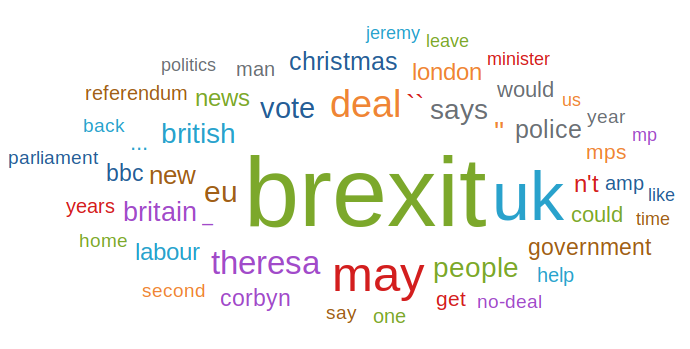 jeremy
leave
politics
man
christmas
london
minister
referendum
news
vote
deal
``
says
would
us
back
...
british
"
police
year
mp
parliament
bbc
new
eu
brexit
uk
n't
amp
like
mps
years
britain
_
could
time
home
labour
theresa
may
people
government
help
second
corbyn
say
one
get
no-deal